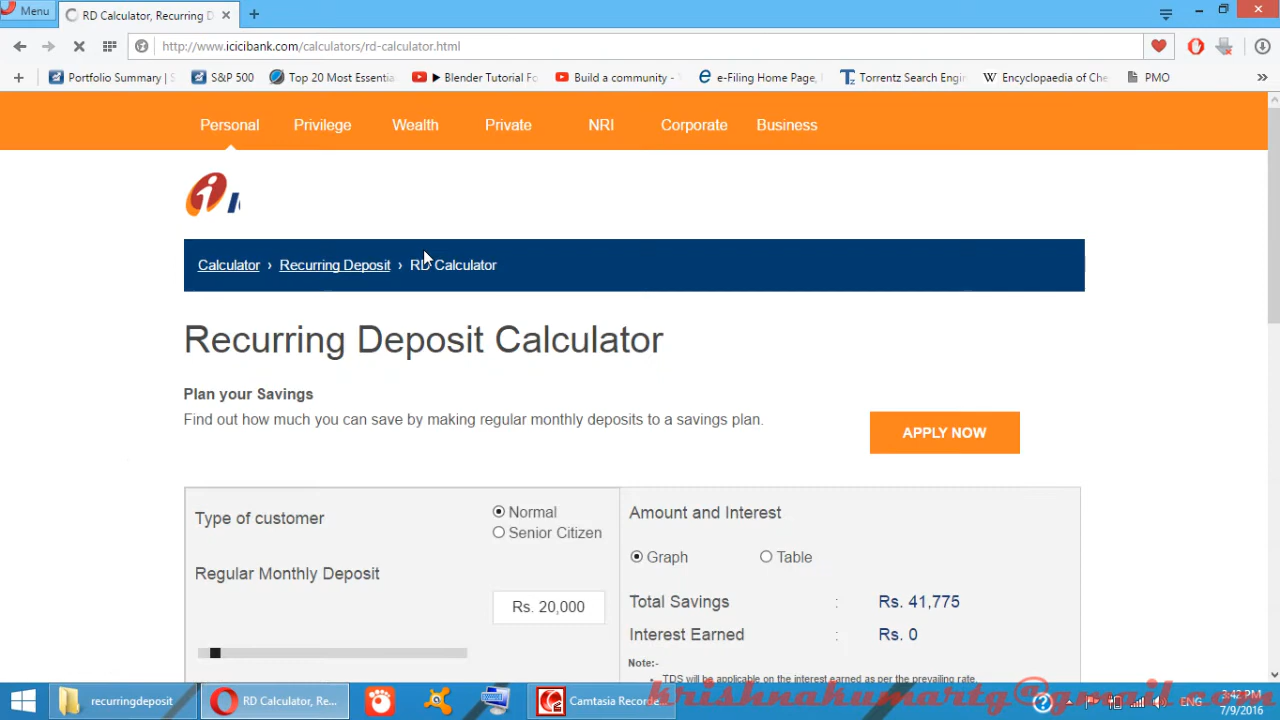 Menu
RD Calculator, Recurring D
http://www.icicibank.com/calculators/rd-calculator.html
Portfolio Summary |
S&P 500
Top 20 Most Essentia
▶ Blender Tutorial Fo
Build a community -
e-Filing Home Page,
Torrentz Search Engin
Encyclopaedia of Che
PMO
Personal
Privilege
Wealth
Private
NRI
Corporate
Business
Calculator › Recurring Deposit › RD Calculator
Recurring Deposit Calculator
Plan your Savings
Find out how much you can save by making regular monthly deposits to a savings plan.
APPLY NOW
Type of customer
Normal
Senior Citizen
Regular Monthly Deposit
Rs. 20,000
Amount and Interest
Graph
Table
Total Savings : Rs. 41,775
Interest Earned : Rs. 0
Note:-
TDS will be applicable on the interest earned as per the prevailing rate.
krishnakumartg@gmail.com
recurringdeposit
RD Calculator, Re...
Camtasia Recorde
ENG
3:42 PM
7/9/2016